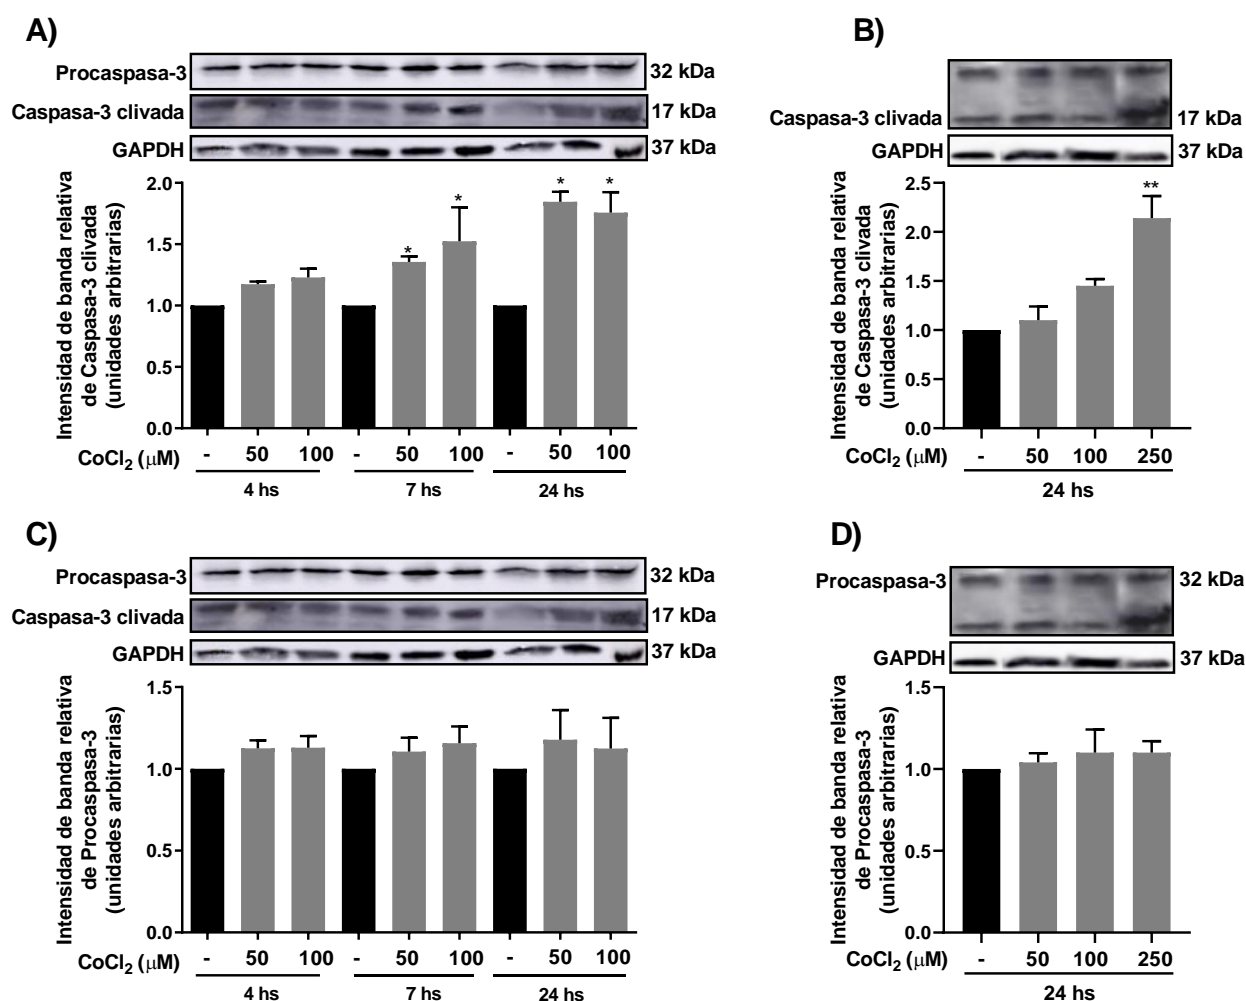 A)
Procaspasa-3 32 kDa
Caspasa-3 clivada 17 kDa
GAPDH 37 kDa
Intensidad de banda relativa
de Caspasa-3 clivada
(unidades arbitrarias)
2.0
1.5
1.0
0.5
0.0
* * * *
CoCl₂ (μM) - 50 100 - 50 100 - 50 100
4 hs 7 hs 24 hs
B)
Caspasa-3 clivada 17 kDa
GAPDH 37 kDa
Intensidad de banda relativa
de Caspasa-3 clivada
(unidades arbitrarias)
2.5
2.0
1.5
1.0
0.5
0.0
**
CoCl₂ (μM) - 50 100 250
24 hs
C)
Procaspasa-3 32 kDa
Caspasa-3 clivada 17 kDa
GAPDH 37 kDa
Intensidad de banda relativa
de Procaspasa-3
(unidades arbitrarias)
1.5
1.0
0.5
0.0
CoCl₂ (μM) - 50 100 - 50 100 - 50 100
4 hs 7 hs 24 hs
D)
Procaspasa-3 32 kDa
GAPDH 37 kDa
Intensidad de banda relativa
de Procaspasa-3
(unidades arbitrarias)
1.5
1.0
0.5
0.0
CoCl₂ (μM) - 50 100 250
24 hs